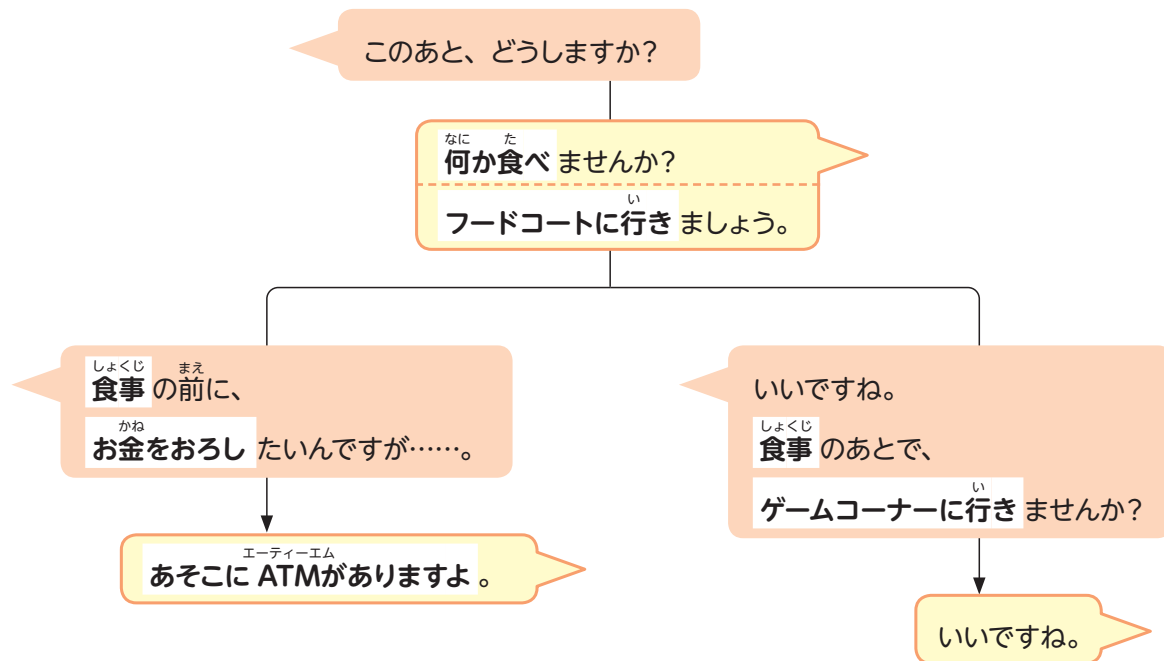 このあと、どうしますか？
なに た
何か食べませんか？
い
フードコートに行きましょう。
しょくじ まえ
食事の前に、
かね
お金をおろしたいんですが……。
エーティーエム
あそこに ATMがありますよ。
いいですね。
しょくじ
食事のあとで、
い
ゲームコーナーに行きませんか？
いいですね。